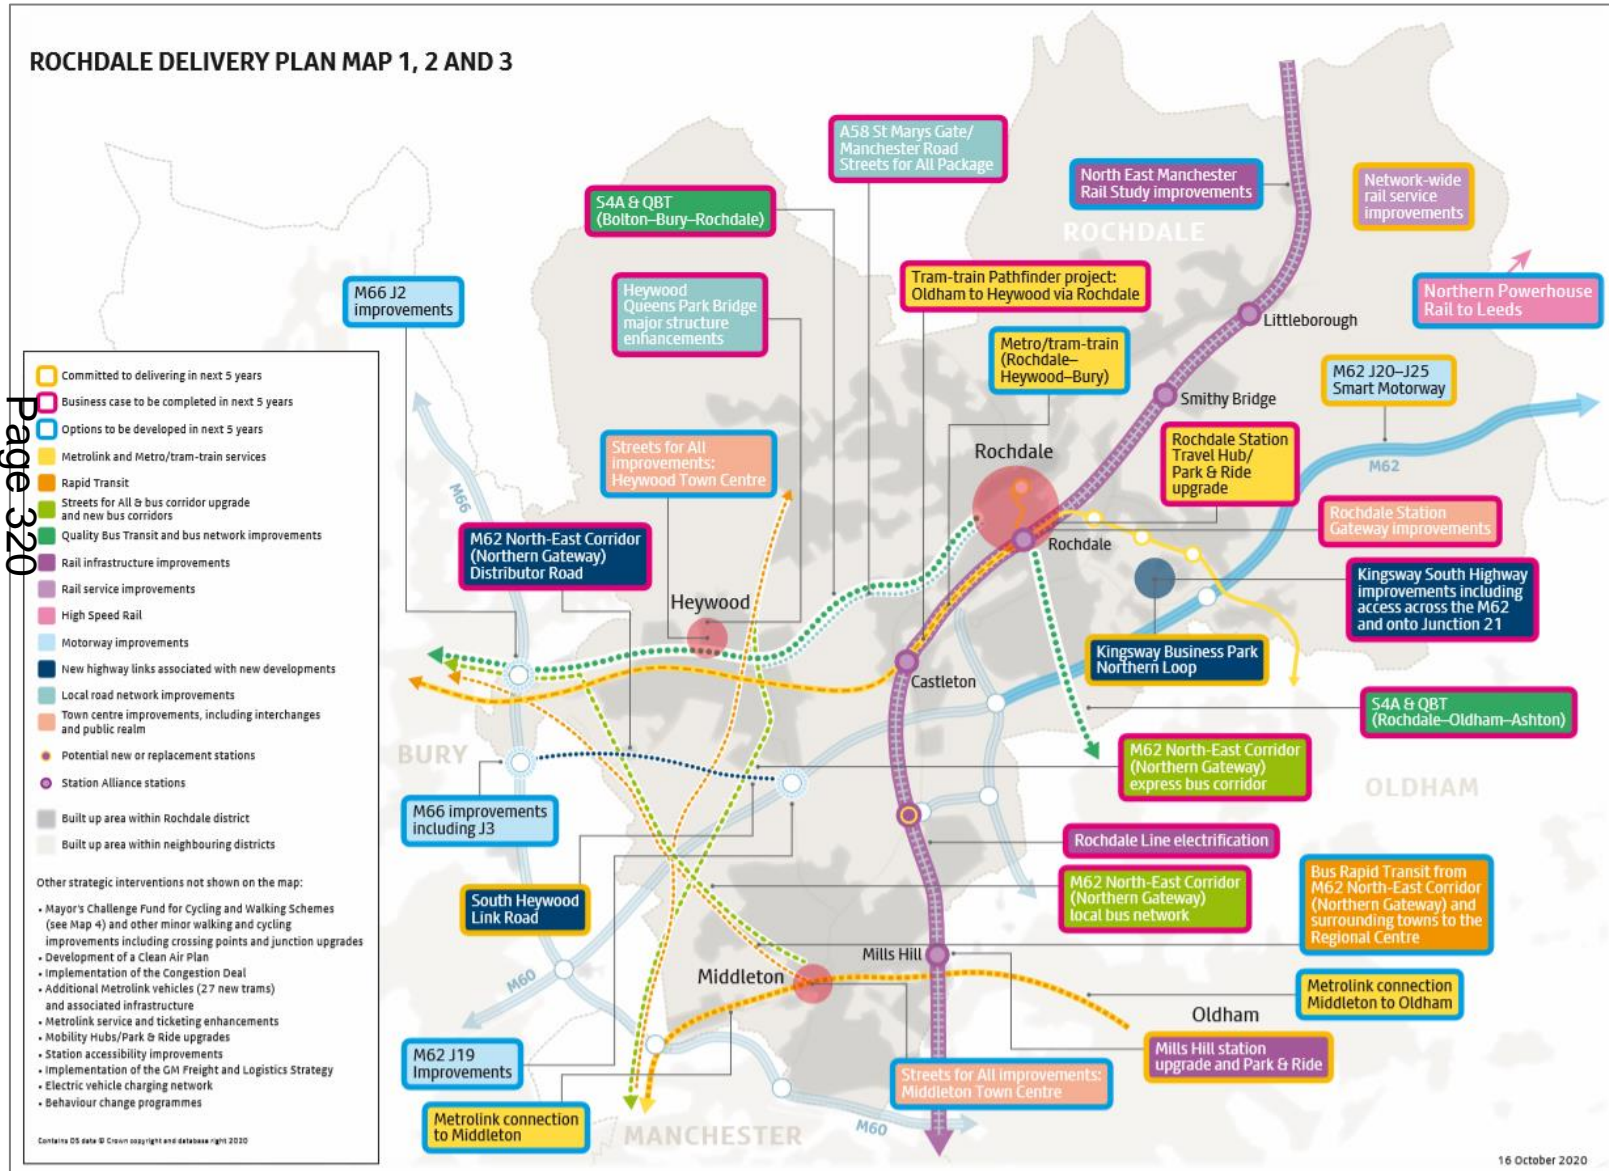 ROCHDALE DELIVERY PLAN MAP 1, 2 AND 3
A58 St Marys Gate/
Manchester Road
Streets for All Package
North East Manchester
Rail Study improvements
Network-wide
rail service
improvements
S4A & QBT
(Bolton–Bury–Rochdale)
ROCHDALE
Tram-train Pathfinder project:
Oldham to Heywood via Rochdale
Heywood
Queens Park Bridge
major structure
enhancements
M66 J2
improvements
Northern Powerhouse
Rail to Leeds
Littleborough
Metro/tram-train
(Rochdale–
Heywood–Bury)
M62 J20–J25
Smart Motorway
Smithy Bridge
Page 320
Committed to delivering in next 5 years
Business case to be completed in next 5 years
Options to be developed in next 5 years
Metrolink and Metro/tram-train services
Rapid Transit
Streets for All & bus corridor upgrade
and new bus corridors
Quality Bus Transit and bus network improvements
Rail infrastructure improvements
Rail service improvements
High Speed Rail
Motorway improvements
New highway links associated with new developments
Local road network improvements
Town centre improvements, including interchanges
and public realm
Potential new or replacement stations
Station Alliance stations
Built up area within Rochdale district
Built up area within neighbouring districts
Other strategic interventions not shown on the map:
• Mayor's Challenge Fund for Cycling and Walking Schemes
(see Map 4) and other minor walking and cycling
improvements including crossing points and junction upgrades
• Development of a Clean Air Plan
• Implementation of the Congestion Deal
• Additional Metrolink vehicles (27 new trams)
and associated infrastructure
• Metrolink service and ticketing enhancements
• Mobility Hubs/Park & Ride upgrades
• Station accessibility improvements
• Implementation of the GM Freight and Logistics Strategy
• Electric vehicle charging network
• Behaviour change programmes
Contains OS data © Crown copyright and database right 2020
Streets for All
improvements:
Heywood Town Centre
Rochdale
Rochdale Station
Travel Hub/
Park & Ride
upgrade
M62
M66
Rochdale Station
Gateway improvements
M62 North-East Corridor
(Northern Gateway)
Distributor Road
Rochdale
Kingsway South Highway
improvements including
access across the M62
and onto Junction 21
Heywood
Kingsway Business Park
Northern Loop
Castleton
S4A & QBT
(Rochdale–Oldham–Ashton)
BURY
M62 North-East Corridor
(Northern Gateway)
express bus corridor
OLDHAM
M66 improvements
including J3
Rochdale Line electrification
M62 North-East Corridor
(Northern Gateway)
local bus network
Bus Rapid Transit from
M62 North-East Corridor
(Northern Gateway) and
surrounding towns to the
Regional Centre
South Heywood
Link Road
Mills Hill
Middleton
M60
Metrolink connection
Middleton to Oldham
Oldham
Mills Hill station
upgrade and Park & Ride
M62 J19
Improvements
Streets for All improvements:
Middleton Town Centre
Metrolink connection
to Middleton
MANCHESTER
M60
16 October 2020